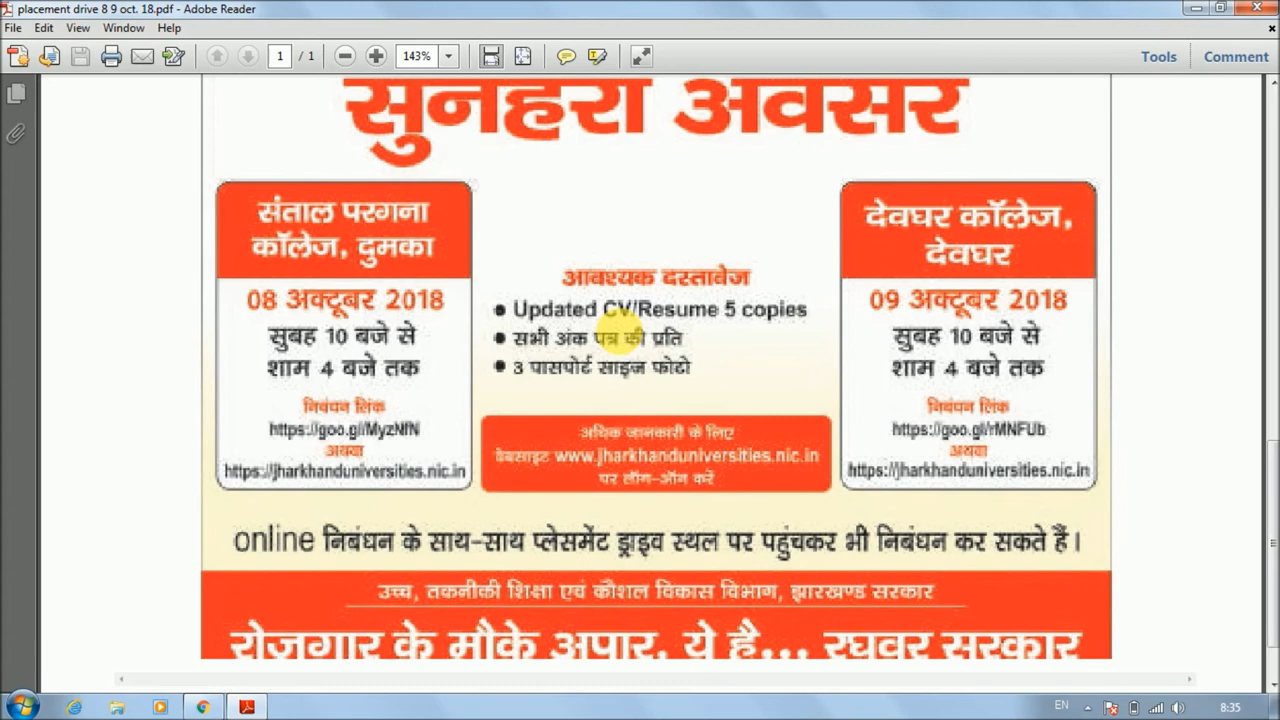 placement drive 8 9 oct. 18.pdf - Adobe Reader
File Edit View Window Help
1 / 1 143% Tools Comment
सुनहरा अवसर
संताल परगना
कॉलेज, दुमका
08 अक्टूबर 2018
सुबह 10 बजे से
शाम 4 बजे तक
निबंधन लिंक
https://goo.gl/MyzNfN
अथवा
https://jharkhanduniversities.nic.in
आवश्यक दस्तावेज
● Updated CV/Resume 5 copies
● सभी अंक पत्र की प्रति
● 3 पासपोर्ट साइज फोटो
अधिक जानकारी के लिए
वेबसाइट www.jharkhanduniversities.nic.in
पर लॉग-ऑन करें
देवघर कॉलेज,
देवघर
09 अक्टूबर 2018
सुबह 10 बजे से
शाम 4 बजे तक
निबंधन लिंक
https://goo.gl/rMNFUb
अथवा
https://jharkhanduniversities.nic.in
online निबंधन के साथ-साथ प्लेसमेंट ड्राइव स्थल पर पहुंचकर भी निबंधन कर सकते हैं।
उच्च, तकनीकी शिक्षा एवं कौशल विकास विभाग, झारखण्ड सरकार
रोजगार के मौके अपार, ये है... रघुवर सरकार
EN 8:35